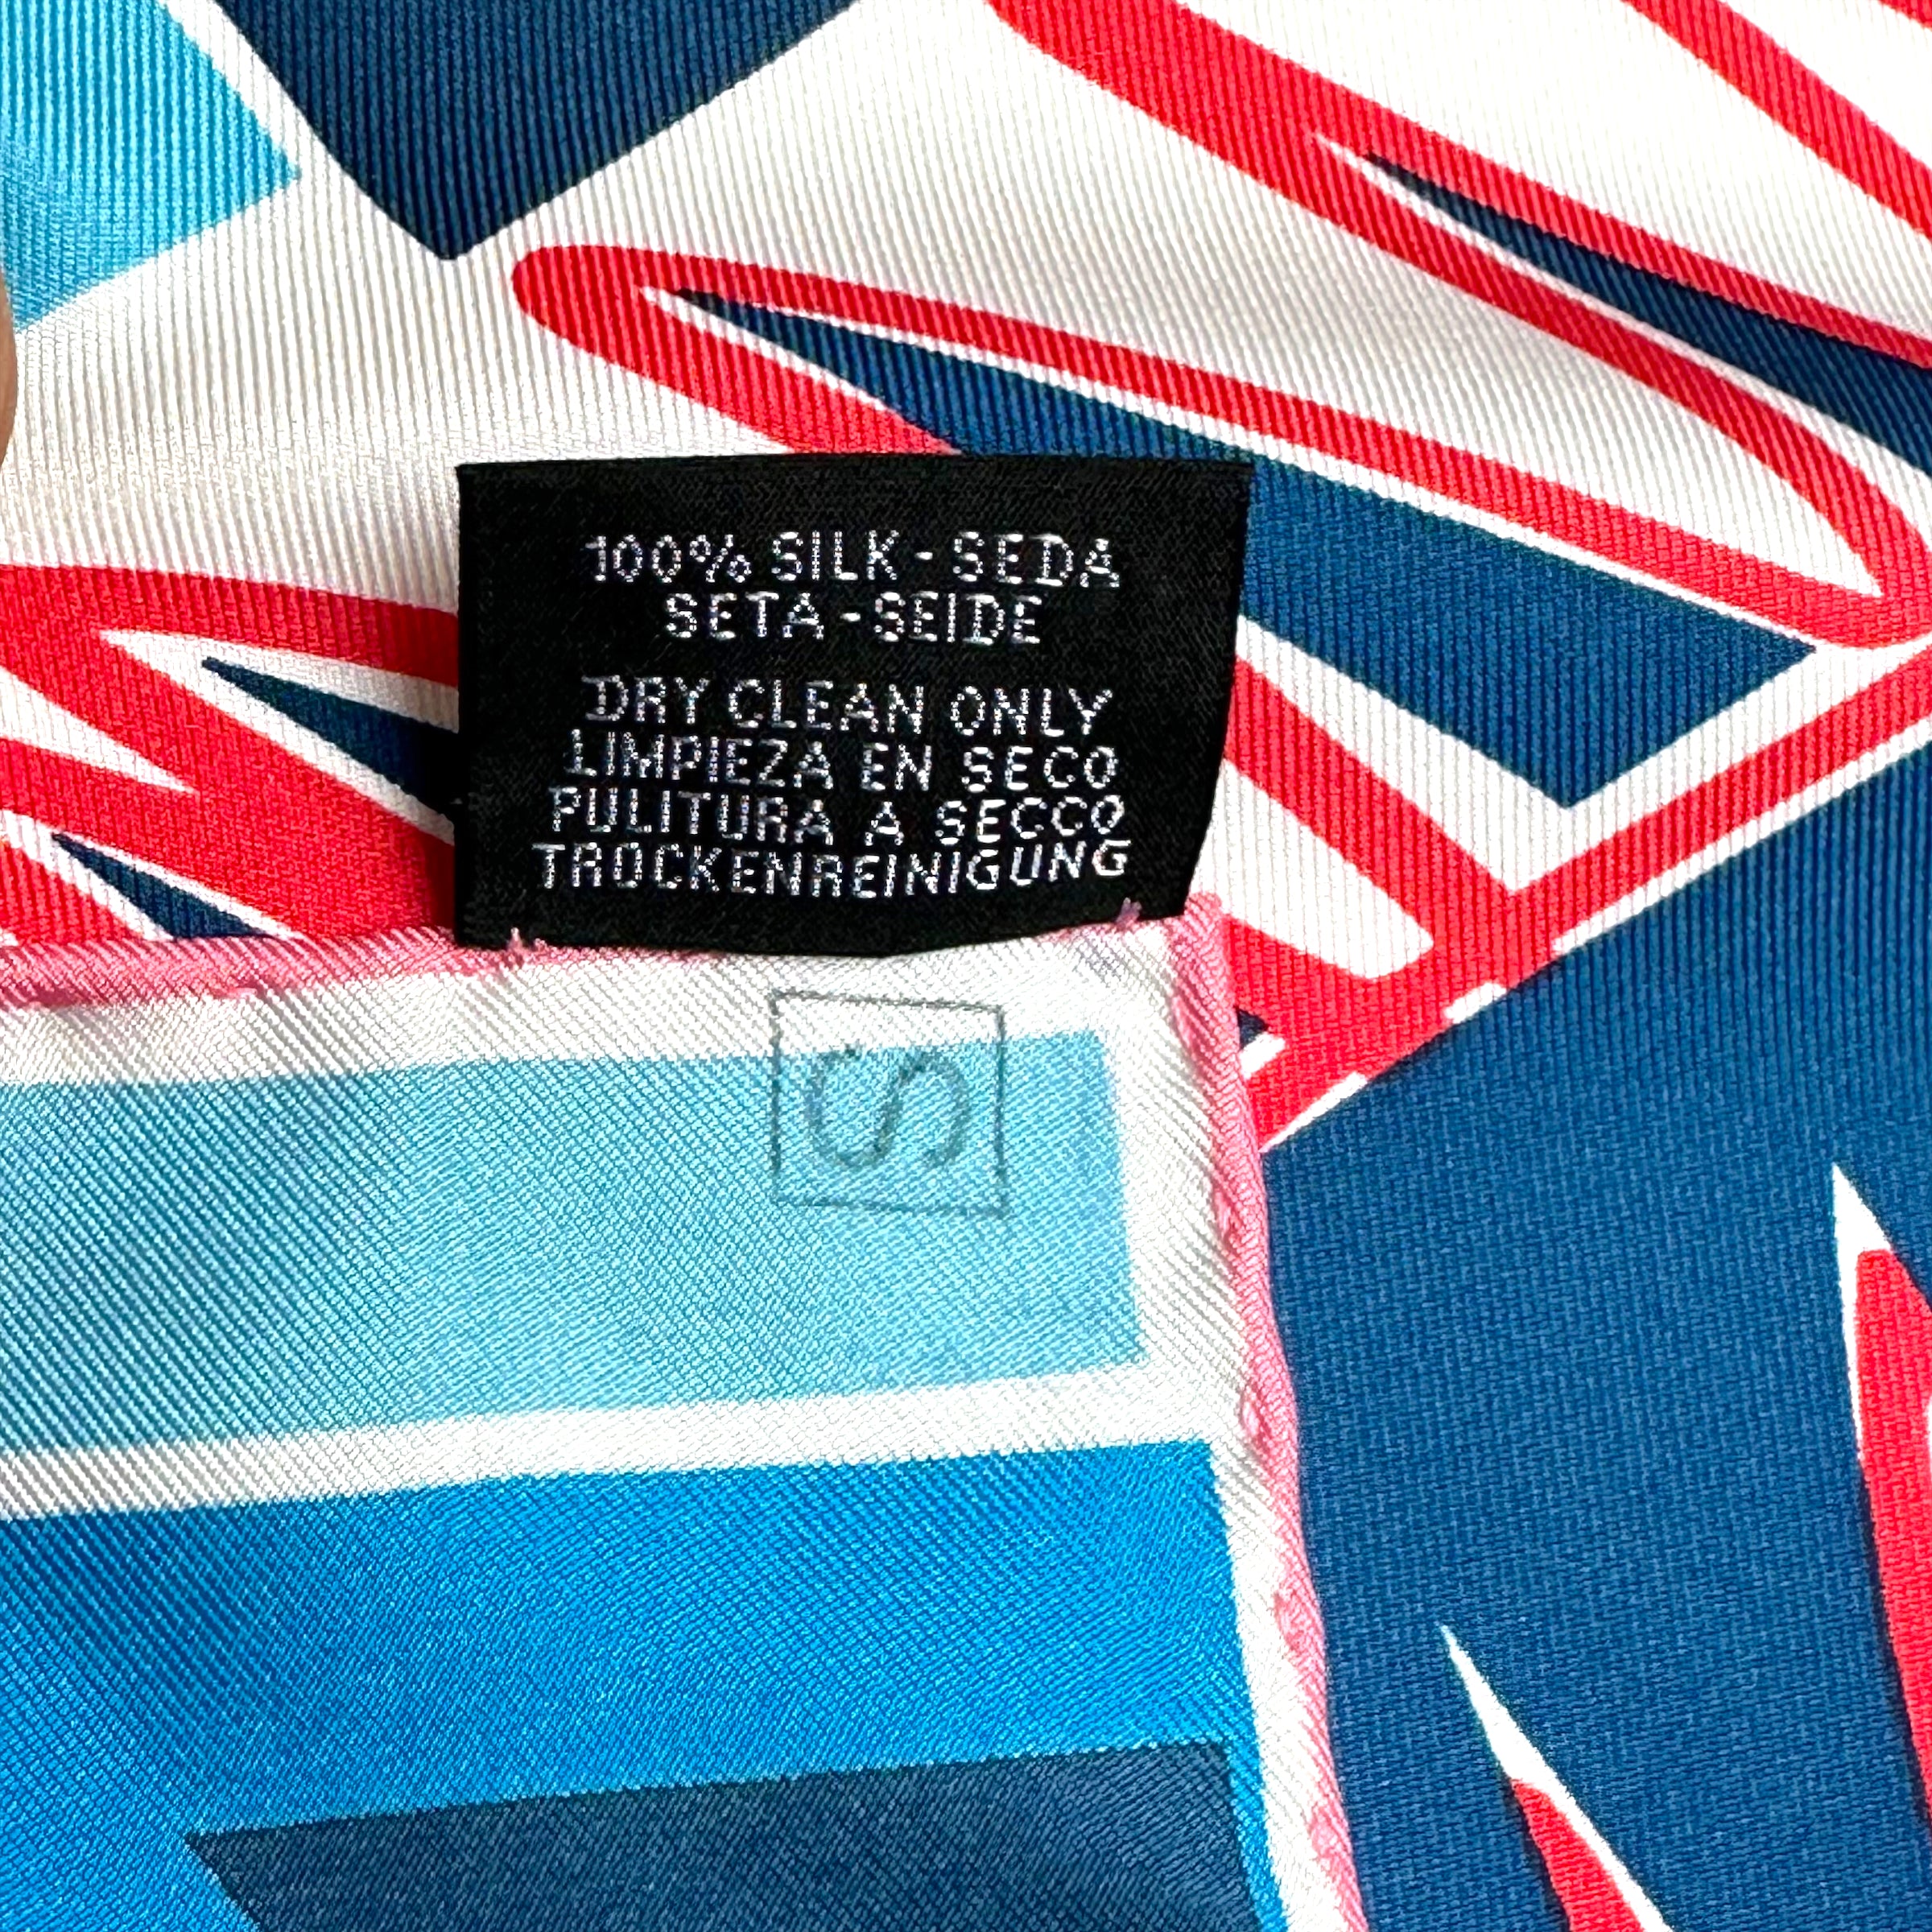 100% SILK - SEDA
SETA - SEIDE
DRY CLEAN ONLY
LIMPIEZA EN SECO
PULITURA A SECCO
TROCKENREINIGUNG
S